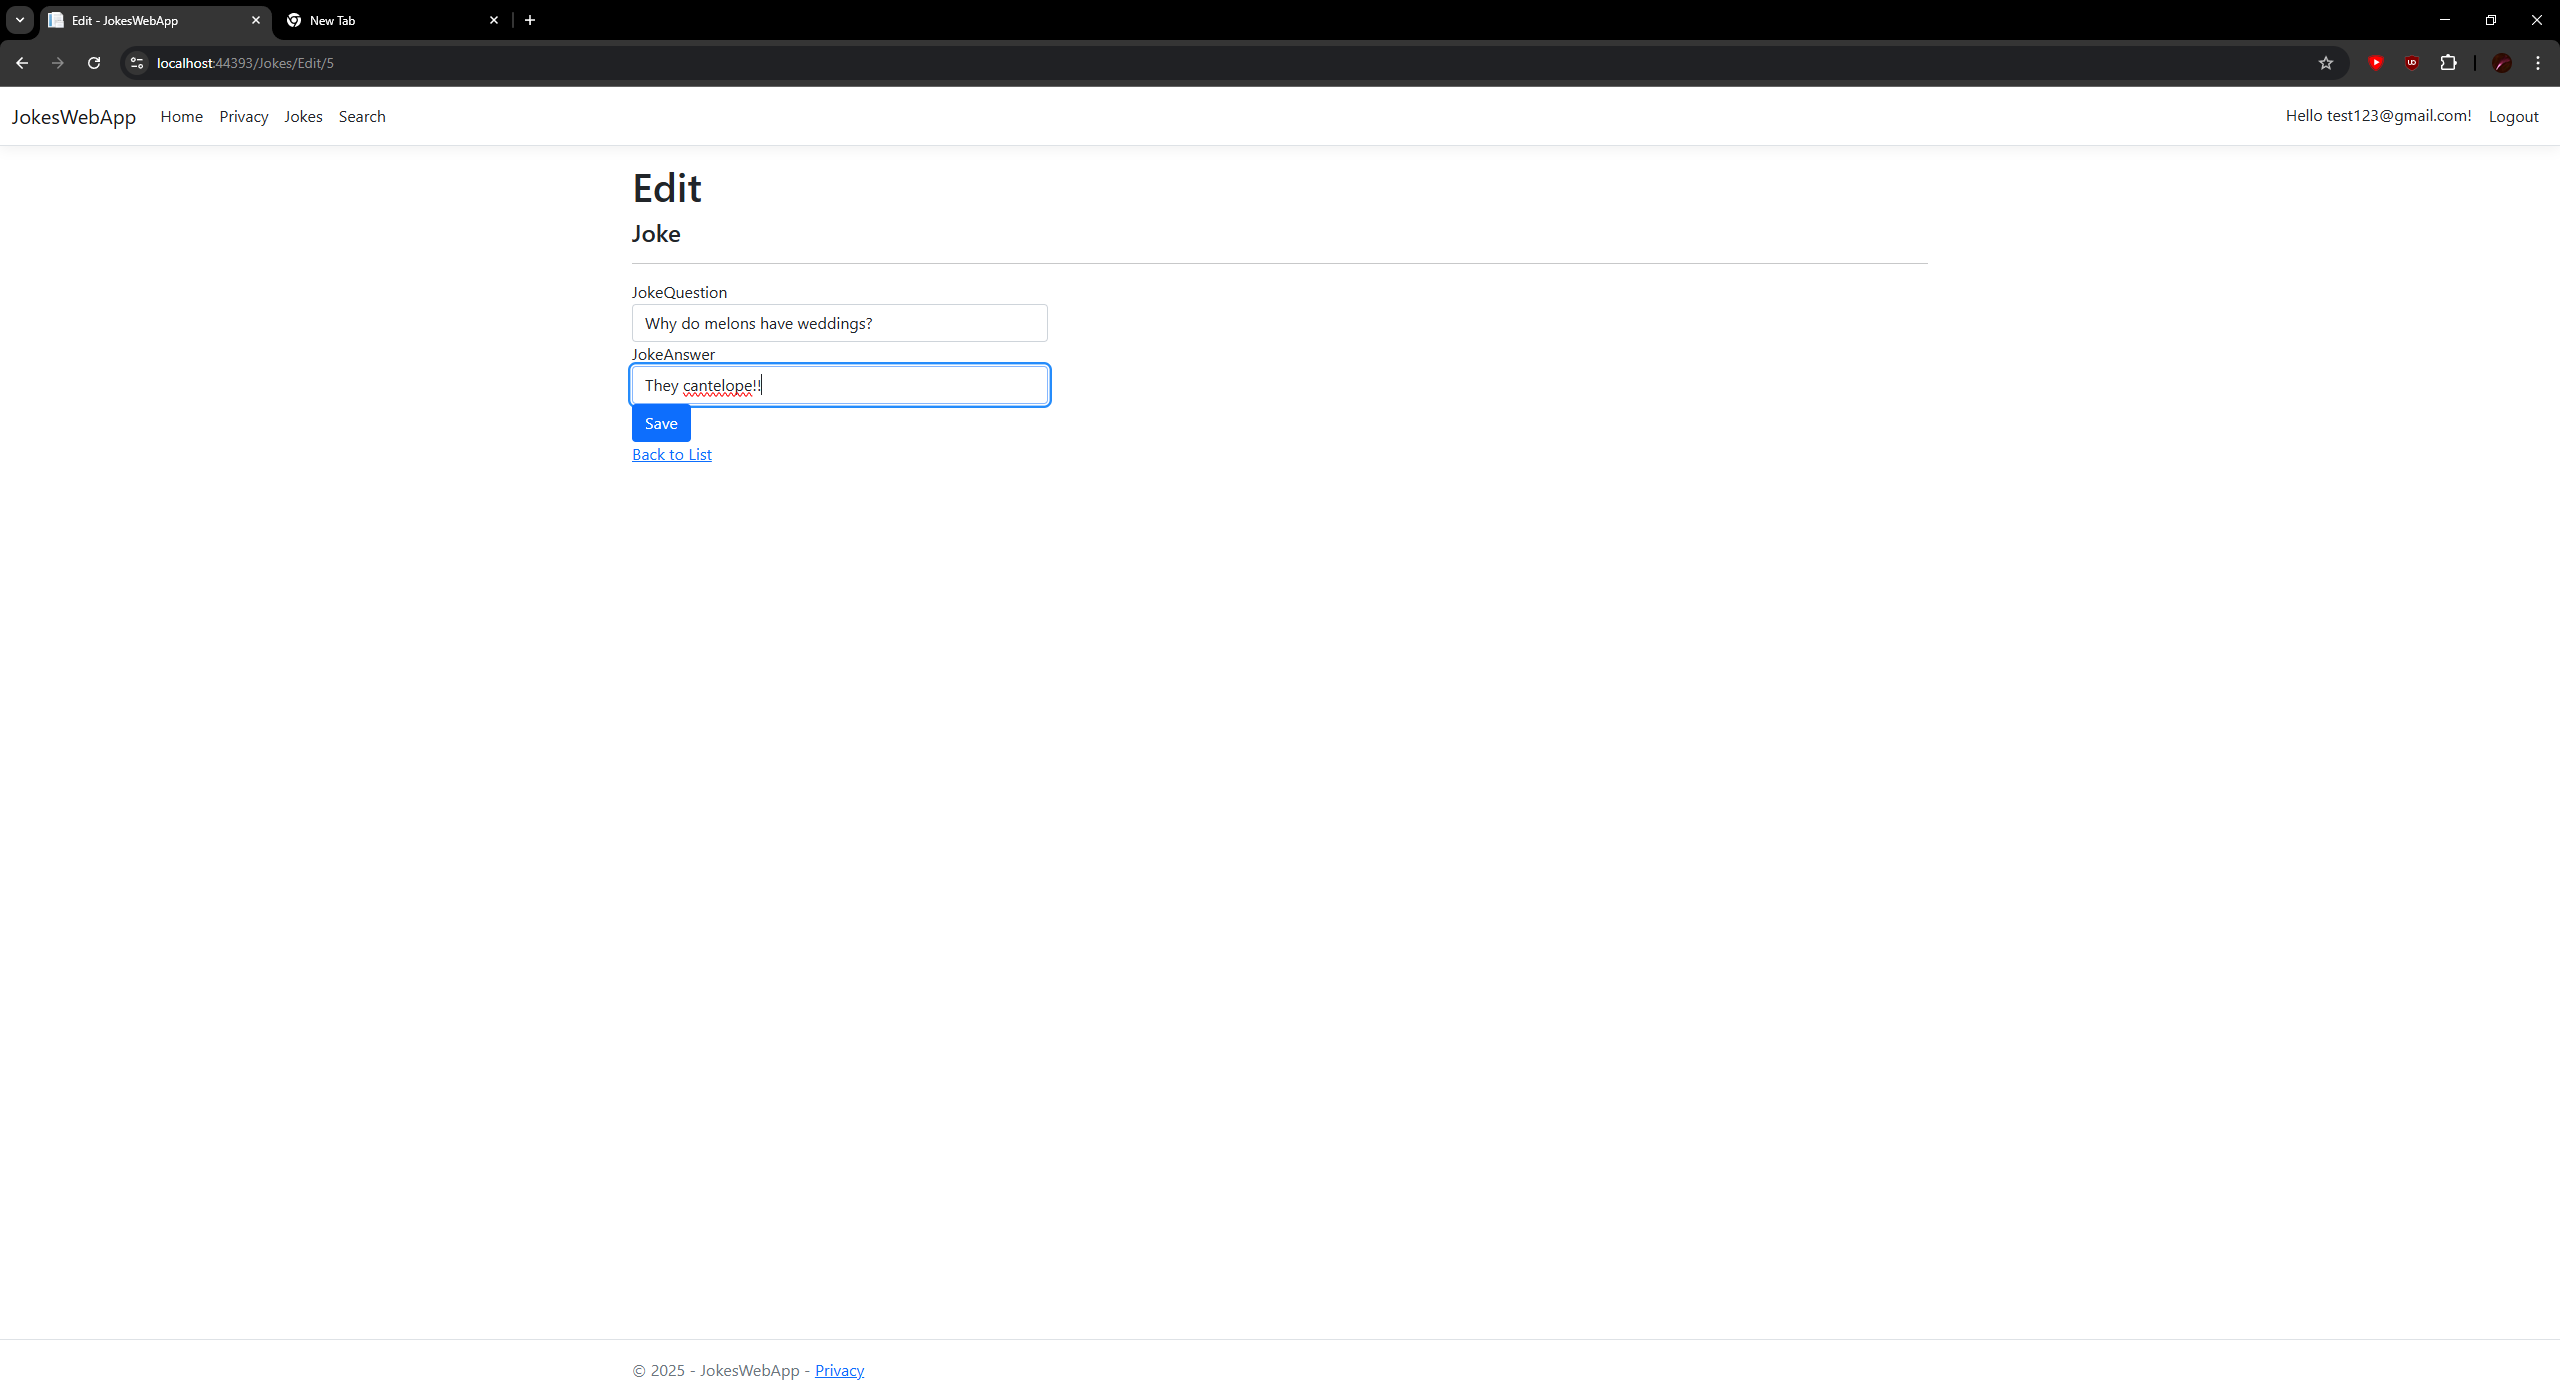 Edit - JokesWebApp
New Tab
localhost:44393/Jokes/Edit/5
JokesWebApp Home Privacy Jokes Search Hello test123@gmail.com! Logout
Edit
Joke
JokeQuestion
Why do melons have weddings?
JokeAnswer
They cantelope!!
Save
Back to List
© 2025 - JokesWebApp - Privacy